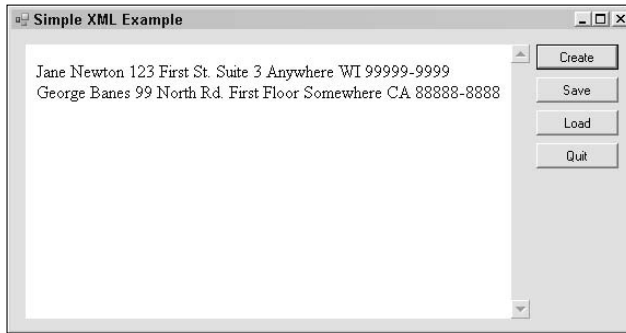 Simple XML Example
Jane Newton 123 First St. Suite 3 Anywhere WI 99999-9999
George Banes 99 North Rd. First Floor Somewhere CA 88888-8888
Create
Save
Load
Quit